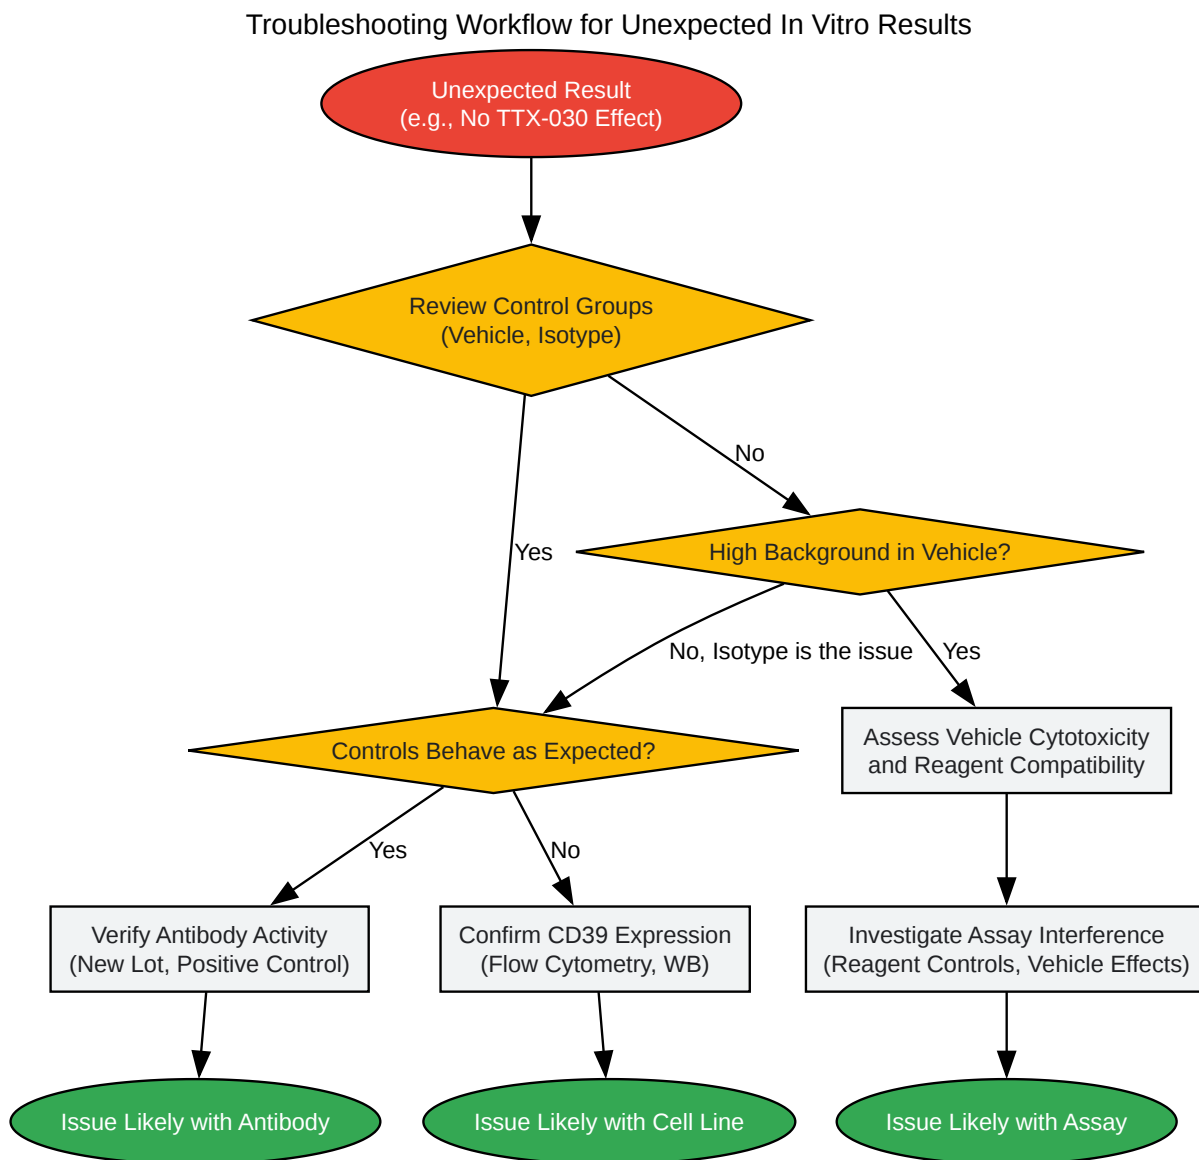 Troubleshooting Workflow for Unexpected In Vitro Results
Unexpected Result
(e.g., No TTX-030 Effect)
Review Control Groups
(Vehicle, Isotype)
No
High Background in Vehicle?
Yes
No, Isotype is the issue
Yes
Controls Behave as Expected?
Assess Vehicle Cytotoxicity
and Reagent Compatibility
Yes
No
Verify Antibody Activity
(New Lot, Positive Control)
Confirm CD39 Expression
(Flow Cytometry, WB)
Investigate Assay Interference
(Reagent Controls, Vehicle Effects)
Issue Likely with Antibody
Issue Likely with Cell Line
Issue Likely with Assay